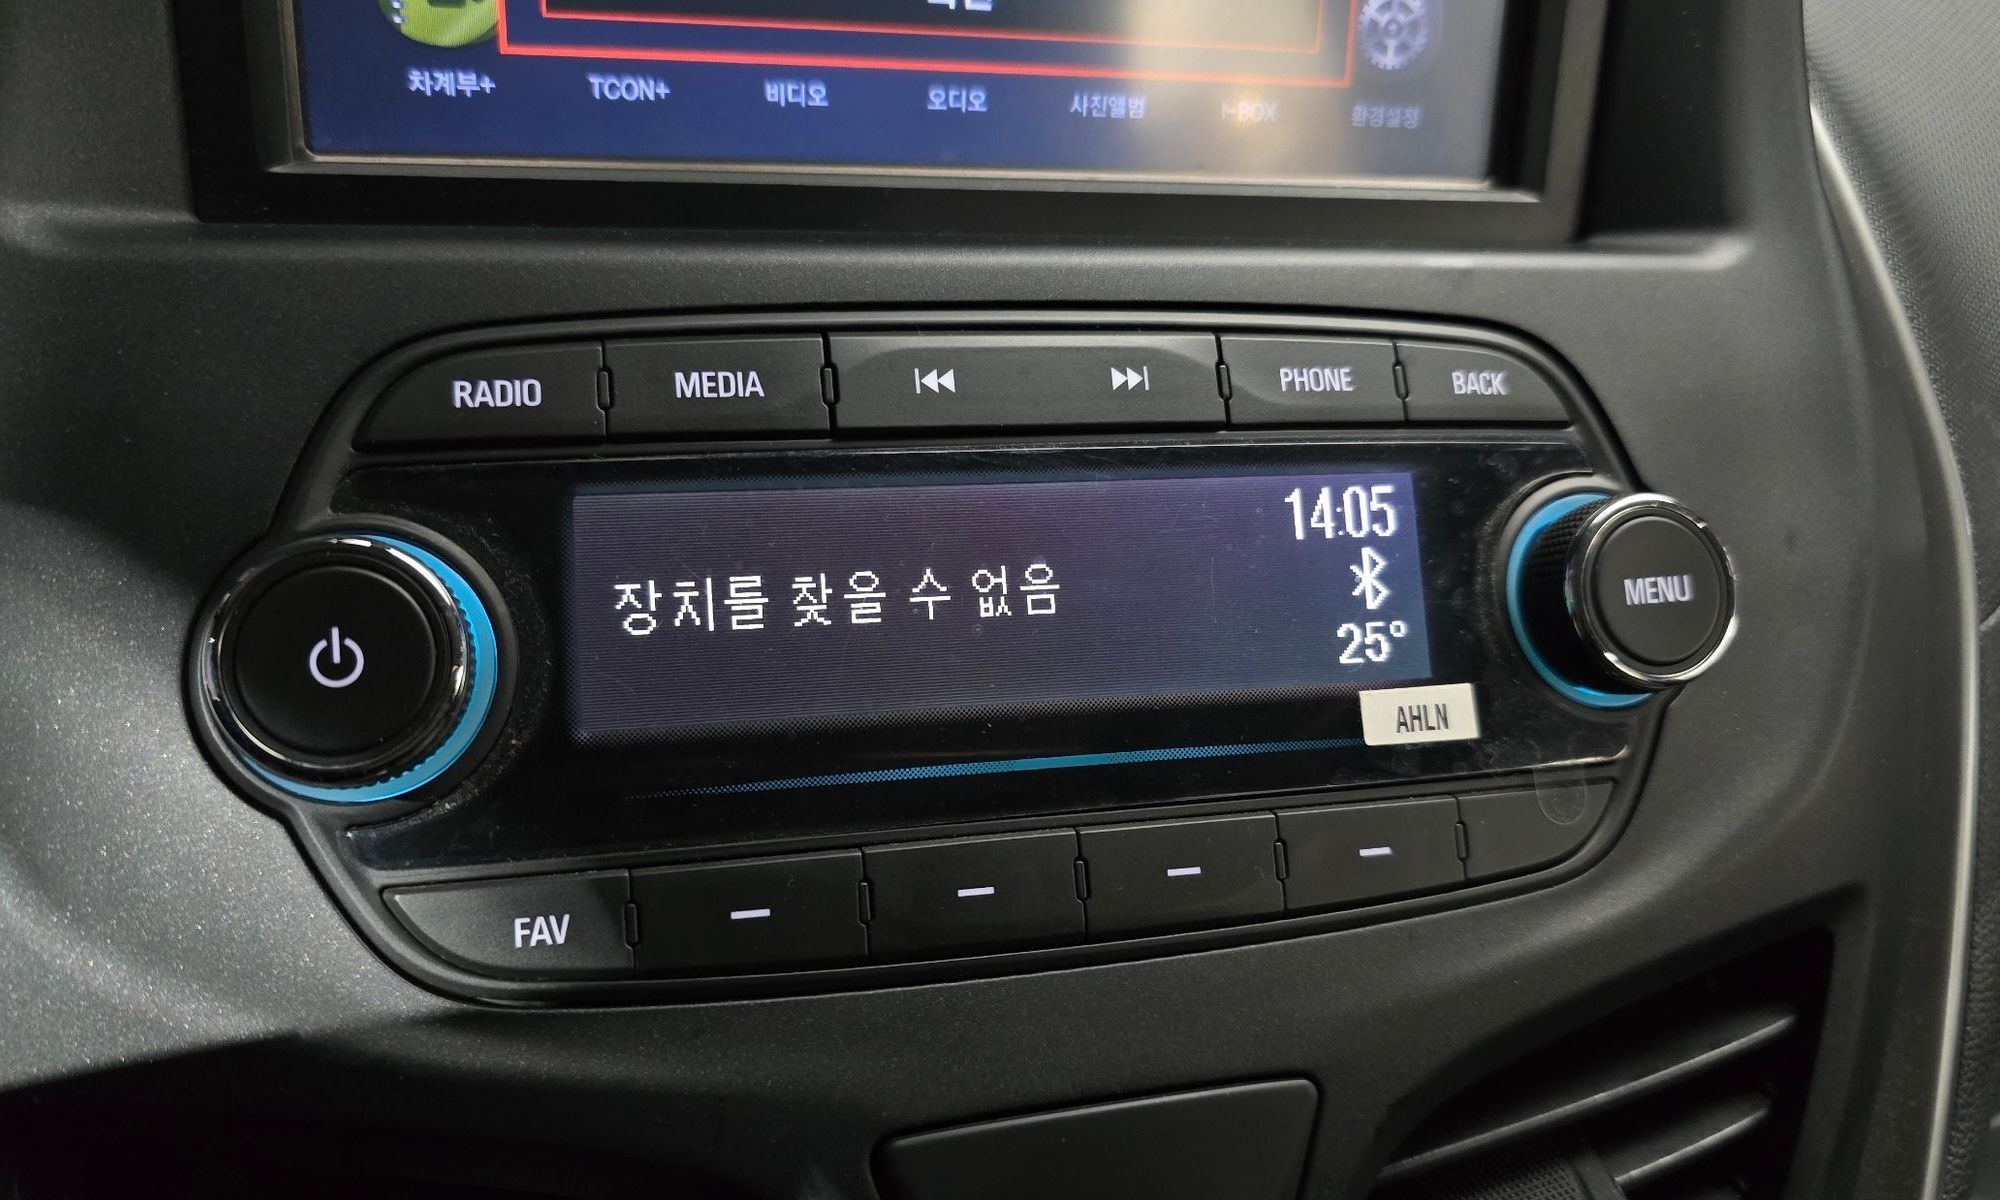 차계부+ TCON+ 비디오 오디오 사진앨범 I-BOX 환경설정
RADIO MEDIA PHONE BACK
14:05
장치를 찾을 수 없음
25°
MENU
AHLN
FAV